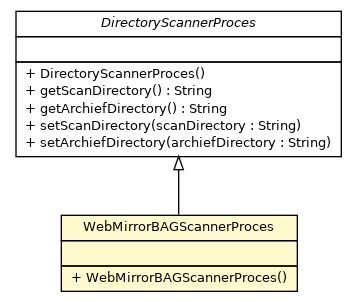 DirectoryScannerProces
+ DirectoryScannerProces()
+ getScanDirectory() : String
+ getArchiefDirectory() : String
+ setScanDirectory(scanDirectory : String)
+ setArchiefDirectory(archiefDirectory : String)
WebMirrorBAGScannerProces
+ WebMirrorBAGScannerProces()